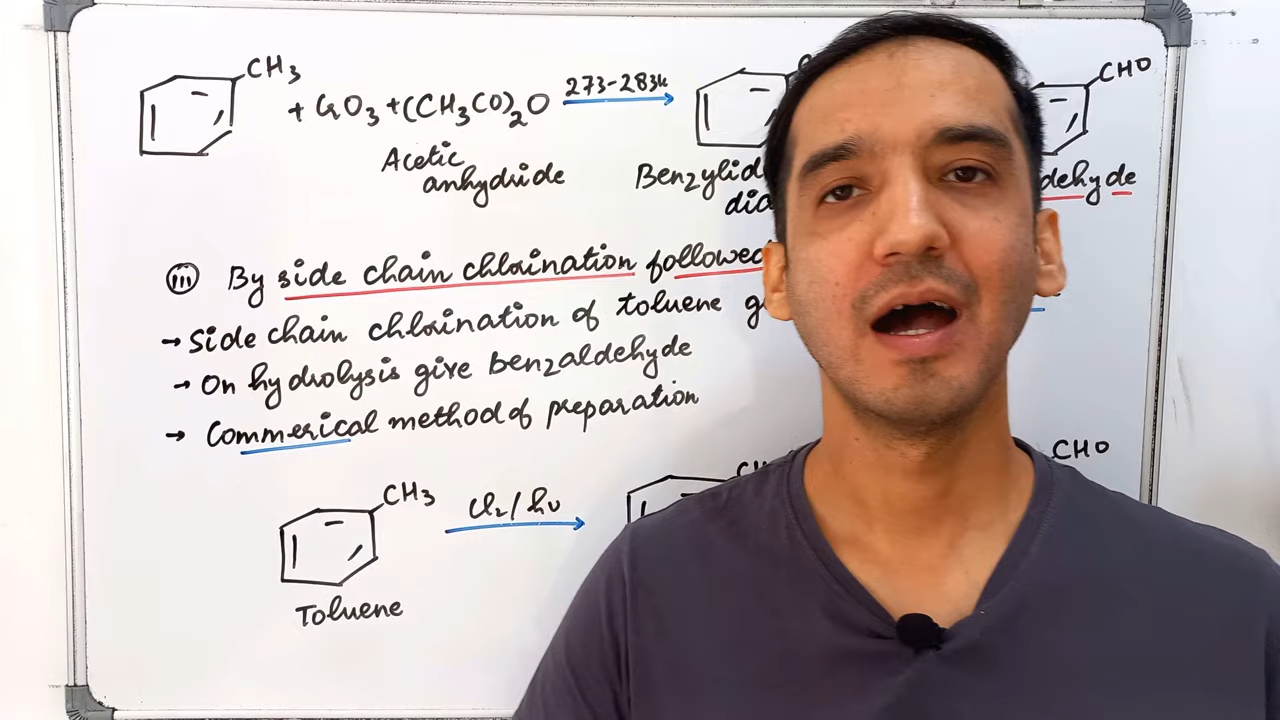 CH3 CHO
+ CrO3 + (CH3CO)2O 273-283K
Acetic Benzylid dehyde
anhydride dia
(iii) By side chain chlorination followed
→ Side chain chlorination of toluene g
→ On hydrolysis give benzaldehyde
→ Commerical method of preparation
CH3 Cl2/hν CH CHO
Toluene